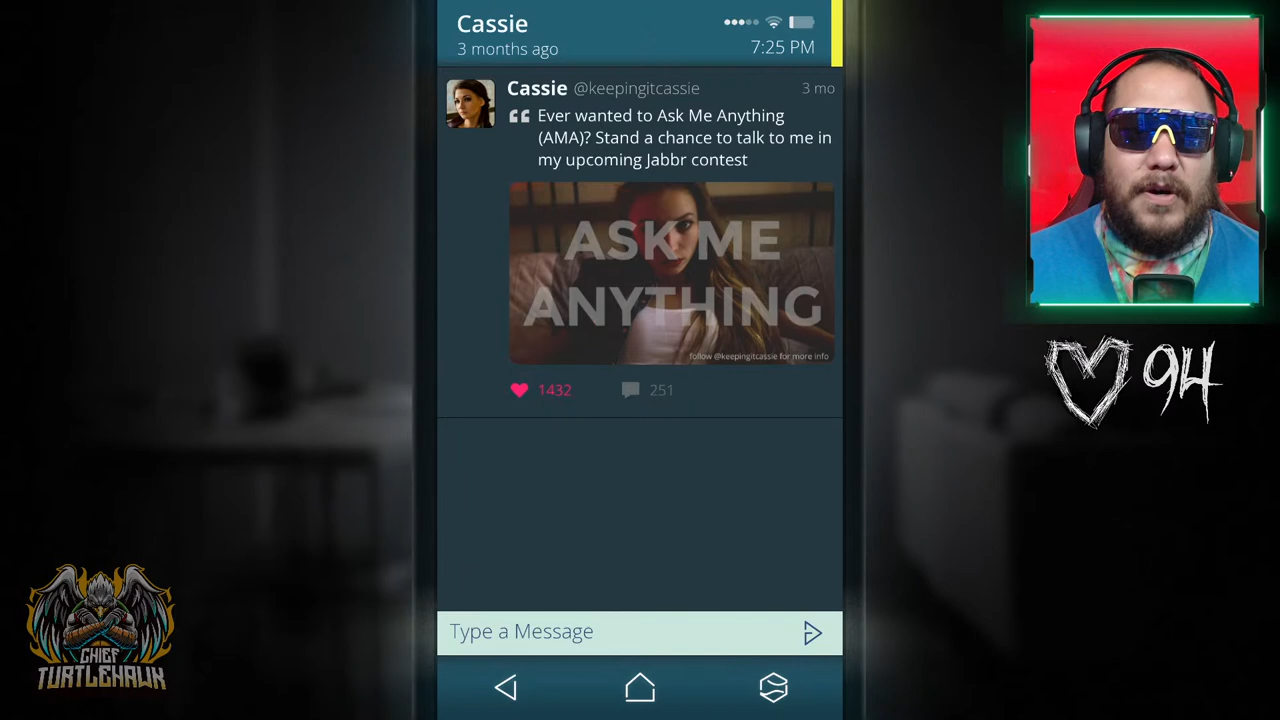 Cassie
3 months ago
7:25 PM
Cassie @keepingitcassie 3 mo
Ever wanted to Ask Me Anything
(AMA)? Stand a chance to talk to me in
my upcoming Jabbr contest
ASK ME
ANYTHING
follow @keepingitcassie for more info
1432 251
Type a Message
94
CHIEF
TURTLEHAWK